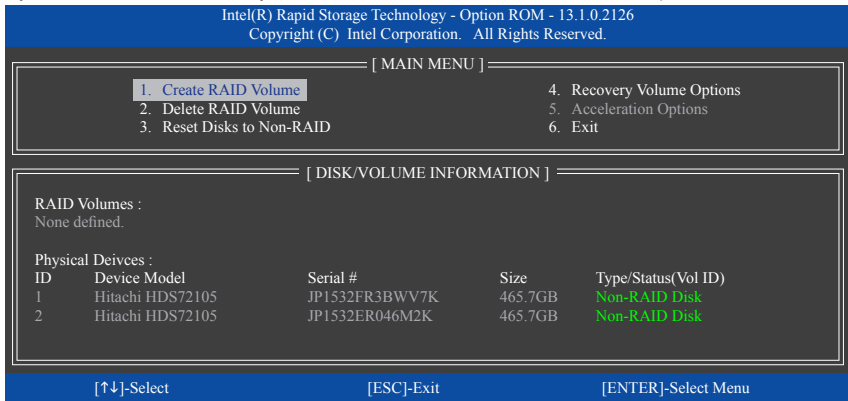 Intel(R) Rapid Storage Technology - Option ROM - 13.1.0.2126
Copyright (C) Intel Corporation. All Rights Reserved.
[ MAIN MENU ]
1. Create RAID Volume
2. Delete RAID Volume
3. Reset Disks to Non-RAID
4. Recovery Volume Options
5. Acceleration Options
6. Exit
[ DISK/VOLUME INFORMATION ]
RAID Volumes :
None defined.
Physical Deivces :
ID Device Model Serial # Size Type/Status(Vol ID)
1 Hitachi HDS72105 JP1532FR3BWV7K 465.7GB Non-RAID Disk
2 Hitachi HDS72105 JP1532ER046M2K 465.7GB Non-RAID Disk
[↑↓]-Select [ESC]-Exit [ENTER]-Select Menu